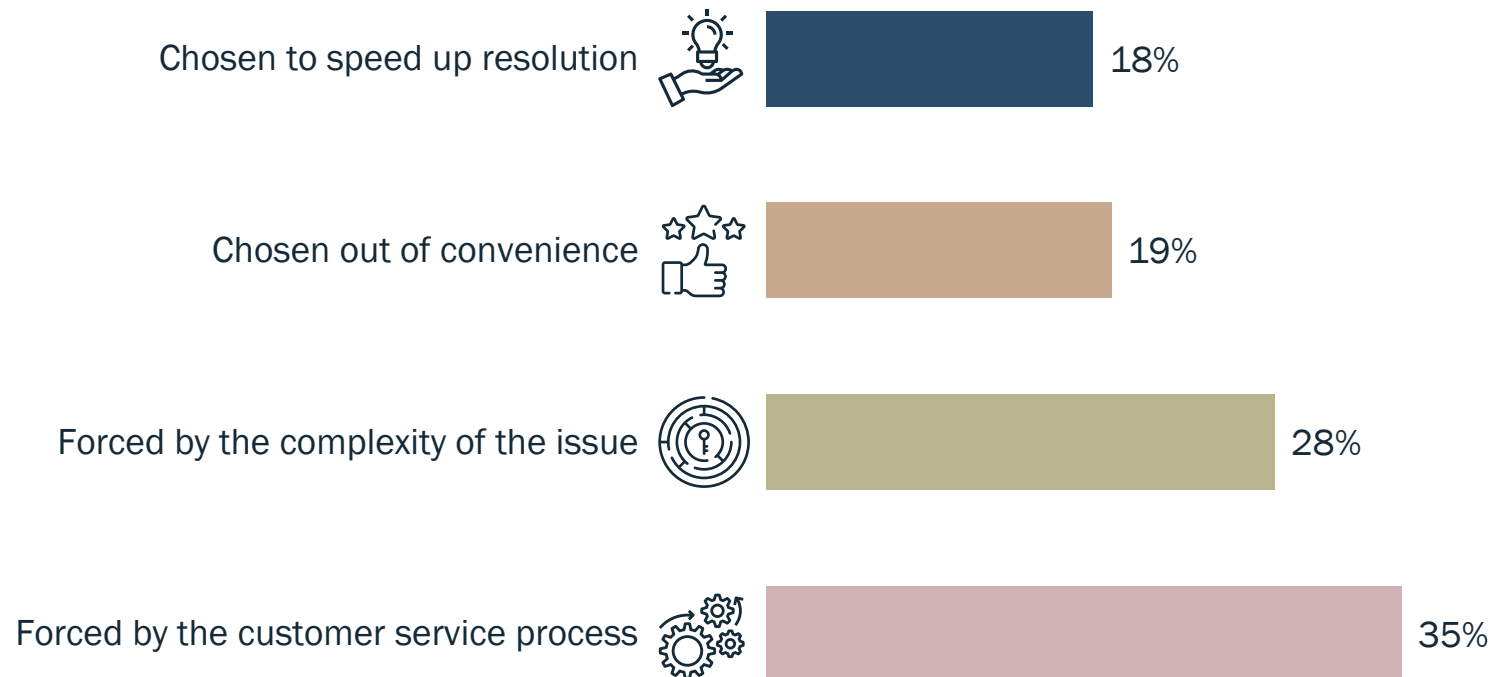 Chosen to speed up resolution 18%
Chosen out of convenience 19%
Forced by the complexity of the issue 28%
Forced by the customer service process 35%